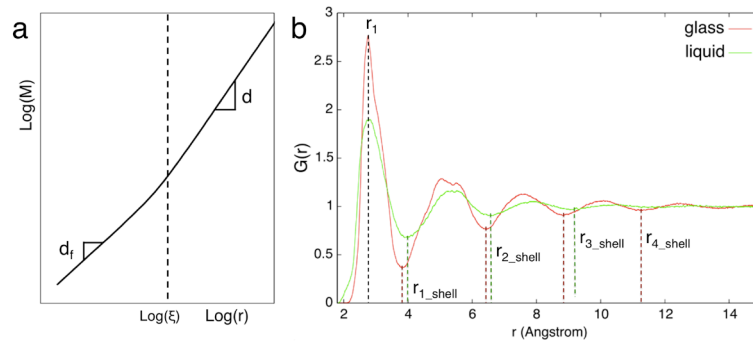 a
Log(M)
d
d_f
Log(ξ)
Log(r)
b
r_1
glass
liquid
G(r)
3
2.5
2
1.5
1
0.5
0
r_1_shell
r_2_shell
r_3_shell
r_4_shell
2 4 6 8 10 12 14
r (Angstrom)